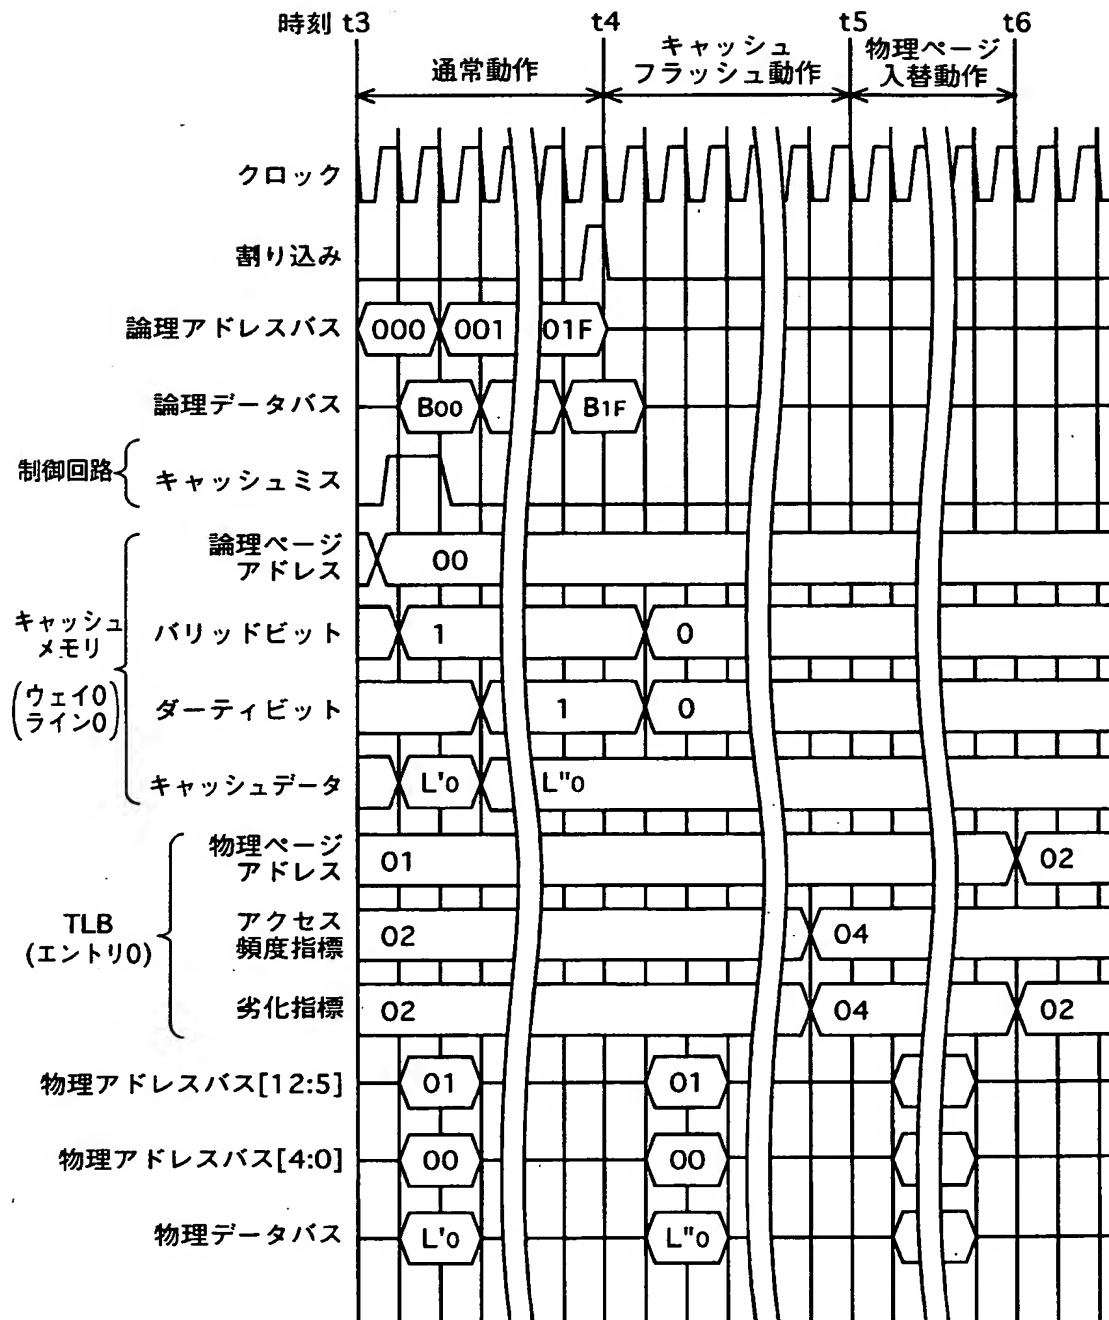 時刻 t3 t4 t5 t6
通常動作
キャッシュ
フラッシュ動作
物理ページ
入替動作
クロック
割り込み
論理アドレスバス 000 001 01F
論理データバス B00 B1F
制御回路
キャッシュミス
キャッシュ
メモリ
(ウェイ0
ライン0)
論理ページ
アドレス 00
バリッドビット 1 0
ダーティビット 1 0
キャッシュデータ L'0 L"0
TLB
(エントリ0)
物理ページ
アドレス 01 02
アクセス
頻度指標 02 04
劣化指標 02 04 02
物理アドレスバス[12:5] 01 01
物理アドレスバス[4:0] 00 00
物理データバス L'0 L"0